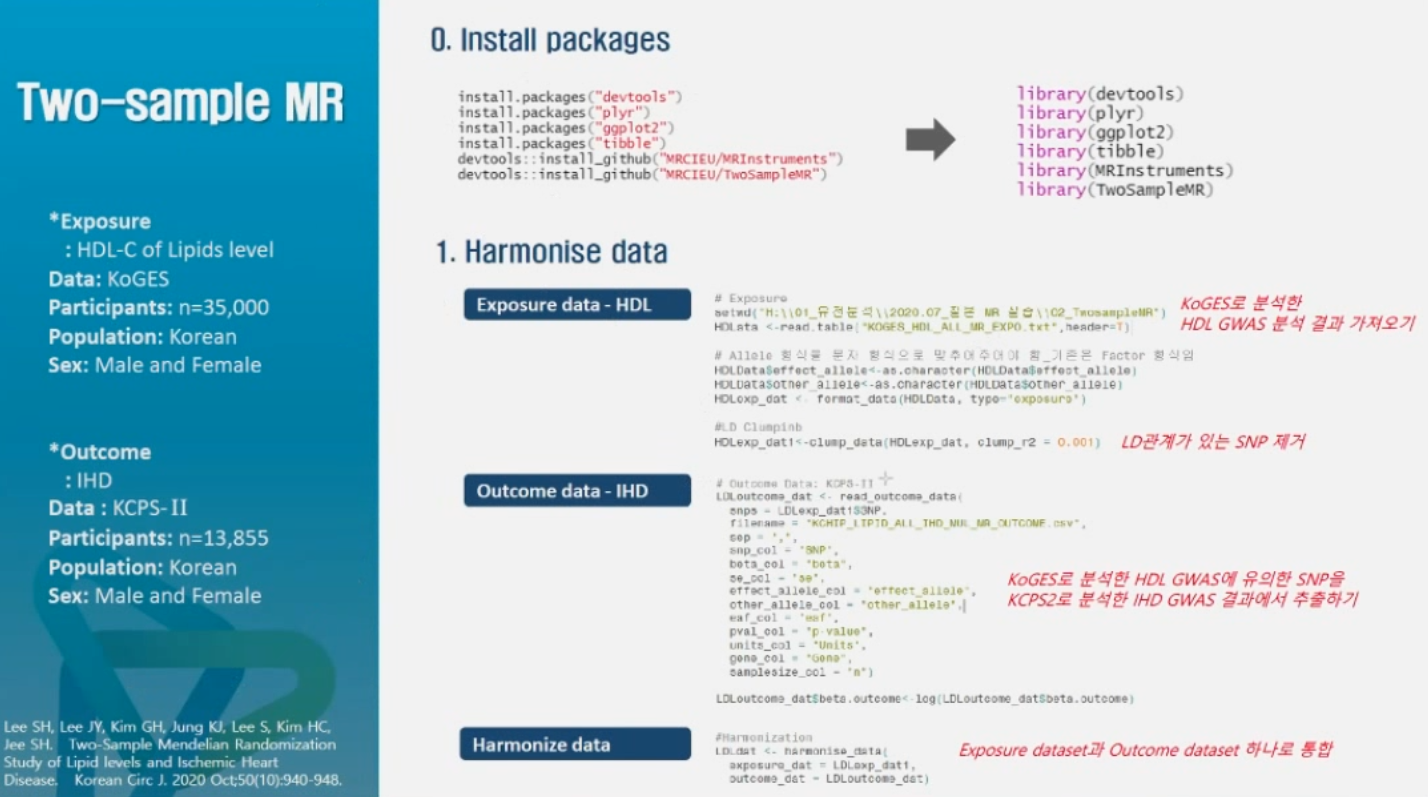 Two-sample MR
*Exposure
: HDL-C of Lipids level
Data: KoGES
Participants: n=35,000
Population: Korean
Sex: Male and Female
*Outcome
: IHD
Data : KCPS-II
Participants: n=13,855
Population: Korean
Sex: Male and Female
Lee SH, Lee JY, Kim GH, Jung KJ, Lee S, Kim HC,
Jee SH. Two-Sample Mendelian Randomization
Study of Lipid levels and Ischemic Heart
Disease. Korean Circ J. 2020 Oct;50(10):940-948.
0. Install packages
install.packages("devtools")
install.packages("plyr")
install.packages("ggplot2")
install.packages("tibble")
devtools::install_github("MRCIEU/MRInstruments")
devtools::install_github("MRCIEU/TwoSampleMR")
library(devtools)
library(plyr)
library(ggplot2)
library(tibble)
library(MRInstruments)
library(TwoSampleMR)
1. Harmonise data
Exposure data - HDL
# Exposure
setwd("H:\\01_유전분석\\2020.07_질본 MR 실습\\02_TwosampleMR")
<-read.table("KOGES_HDL_ALL_MR_EXPO.txt",header=T)
KoGES로 분석한
HDL GWAS 분석 결과 가져오기
# Allele 형식을 문자 형식으로 맞추어주어야 함_기존은 Factor 형식임
HDLData$effect_allele<-as.character(HDLData$effect_allele)
HDLData$other_allele<-as.character(HDLData$other_allele)
HDLexp_dat <- format_data(HDLData, type="exposure")
#LD
HDLexp_dat1<-clump_data(HDLexp_dat, clump_r2 = 0.001)
LD관계가 있는 SNP 제거
Outcome data - IHD
# Outcome Data: KCPS-II
LDLoutcome_dat <- read_outcome_data(
snps = LDLexp_dat1$SNP,
filename = "KCHIP_LIPID_ALL_IHD_NUL_MR_OUTCOME.csv",
sep = ",",
snp_col = "SNP",
beta_col = "beta",
se_col = "se",
effect_allele_col = "effect_allele",
other_allele_col = "other_allele",
eaf_col = "eaf",
pval_col = "p-value",
units_col = "Units",
gene_col = "Gene",
samplesize_col = "n")
KoGES로 분석한 HDL GWAS에 유의한 SNP을
KCPS2로 분석한 IHD GWAS 결과에서 추출하기
LDLoutcome_dat$beta.outcome<-log(LDLoutcome_dat$beta.outcome)
Harmonize data
#Harmonization
LDLdat <- harmonise_data(
exposure_dat = LDLexp_dat1,
outcome_dat = LDLoutcome_dat)
Exposure dataset과 Outcome dataset 하나로 통합